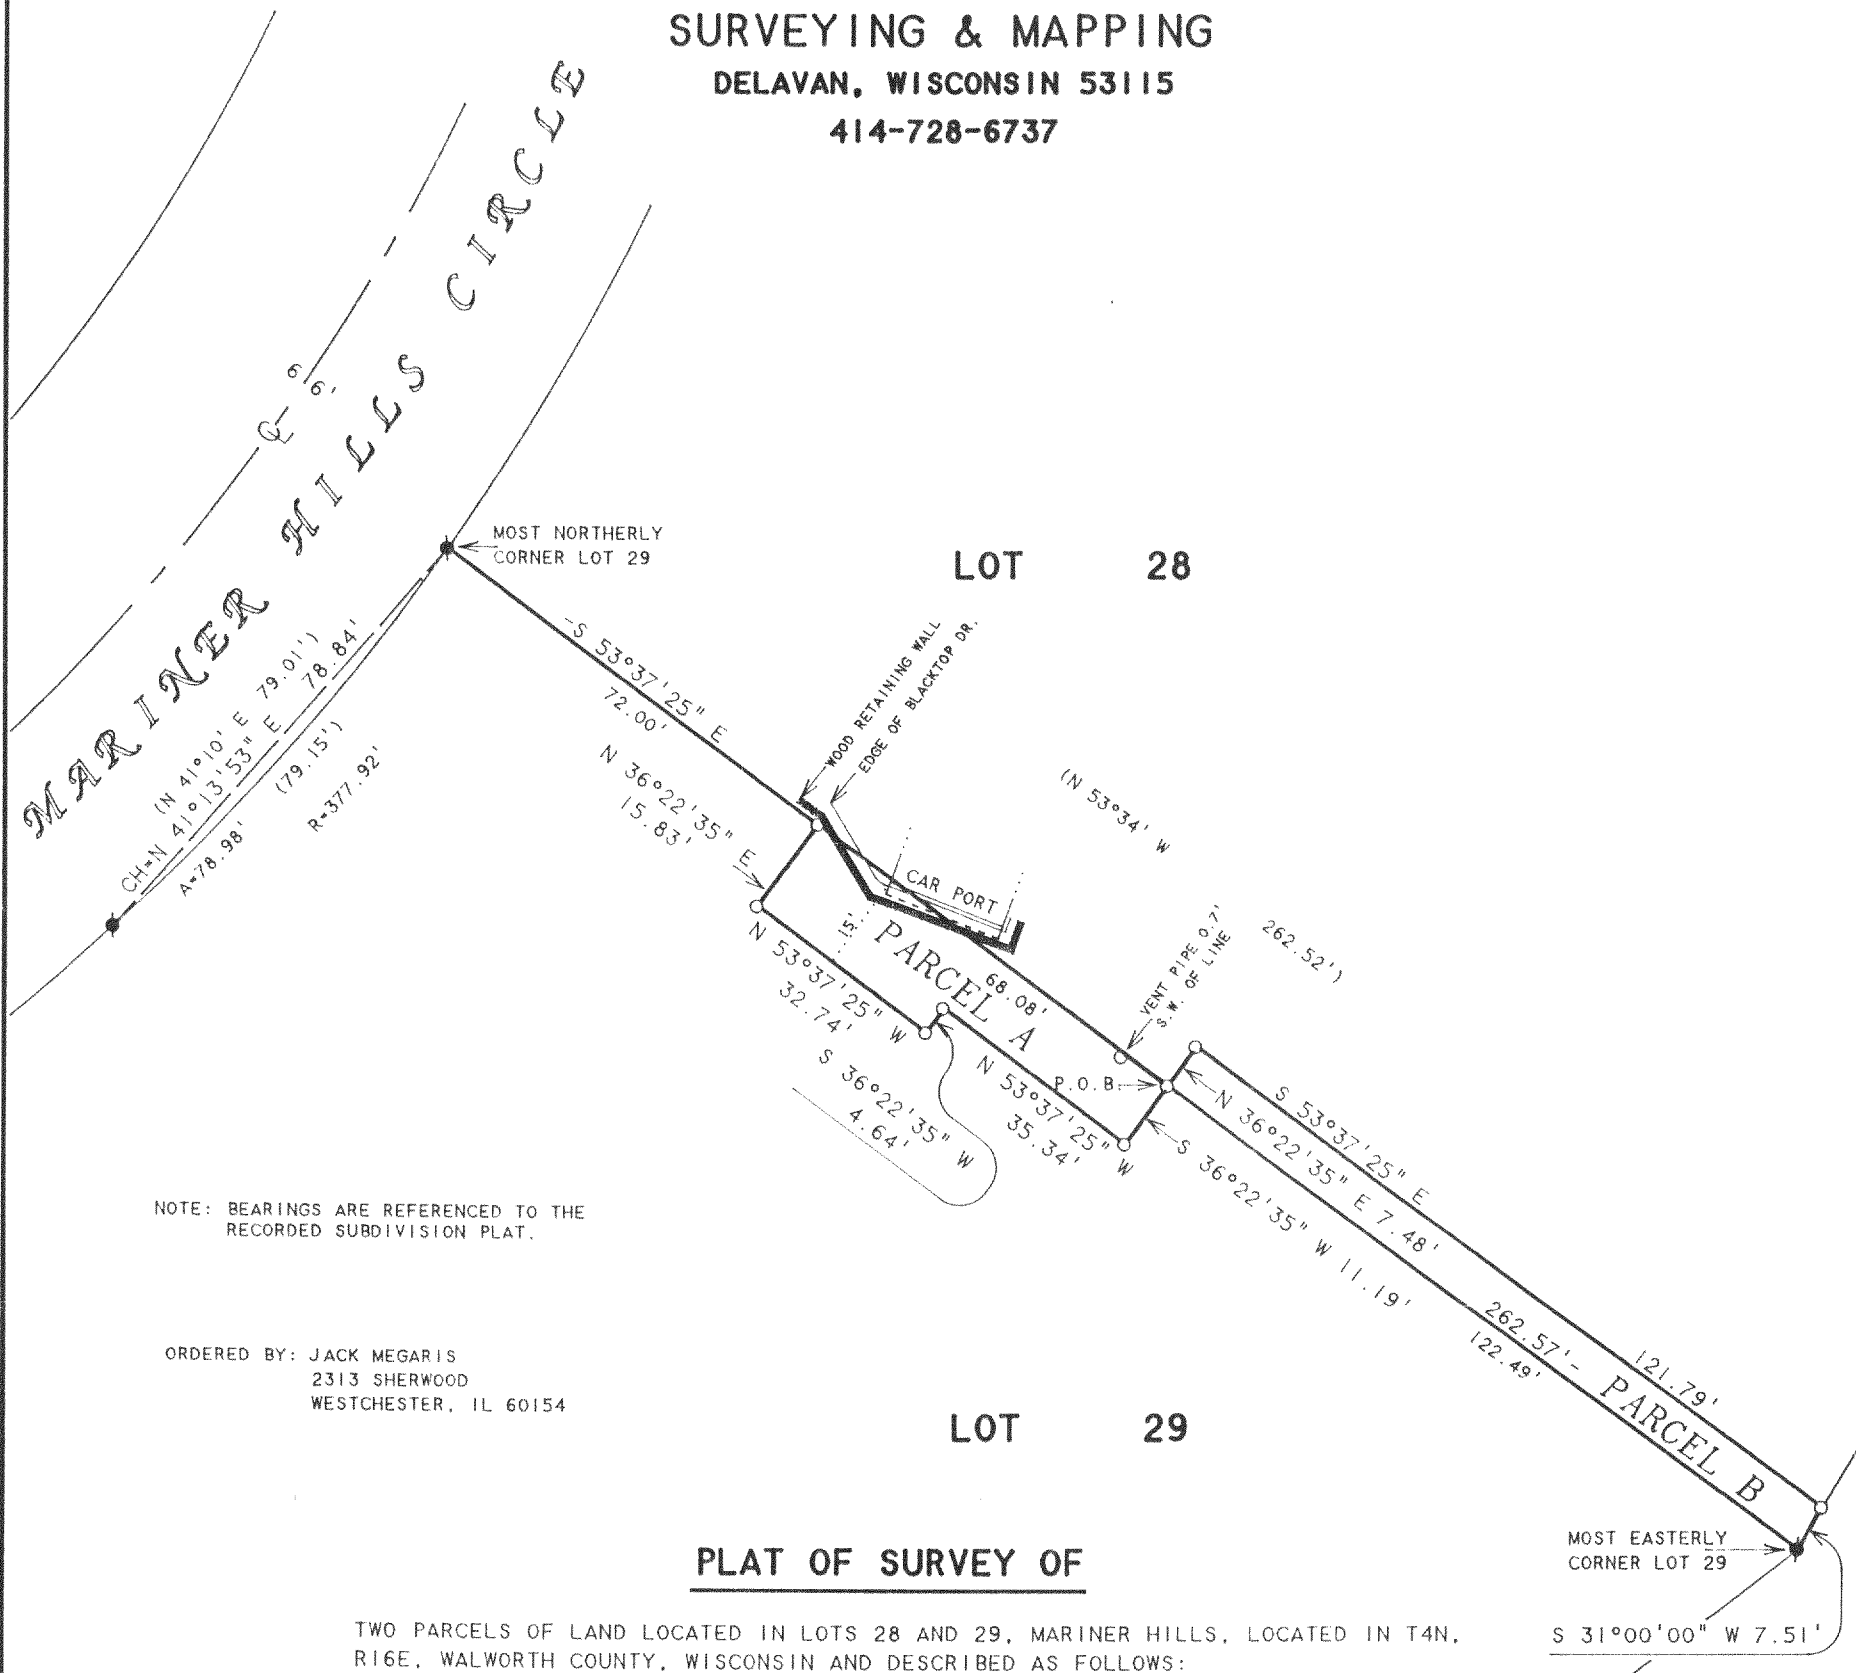 SURVEYING & MAPPING
DELAVAN, WISCONSIN 53115
414-728-6737
MARINER HILLS CIRCLE
66'
CL
MOST NORTHERLY
CORNER LOT 29
LOT 28
(N 41°10' E 79.01')
CH=N 41°13'53" E 78.84'
(79.15')
A=78.98'
R=377.92'
S 53°37'25" E
72.00'
WOOD RETAINING WALL
EDGE OF BLACKTOP DR.
N 36°22'35" E
15.83'
(N 53°34' W 262.52')
CAR PORT
15'
PARCEL A
68.08'
VENT PIPE 0.7'
S.W. OF LINE
N 53°37'25" W
32.74'
S 36°22'35" W
4.64'
N 53°37'25" W
35.34'
P.O.B.
S 53°37'25" E 121.79'
N 36°22'35" E 7.48'
S 36°22'35" W 11.19'
262.57'-
122.49'
PARCEL B
NOTE: BEARINGS ARE REFERENCED TO THE
RECORDED SUBDIVISION PLAT.
ORDERED BY: JACK MEGARIS
2313 SHERWOOD
WESTCHESTER, IL 60154
LOT 29
MOST EASTERLY
CORNER LOT 29
S 31°00'00" W 7.51'
PLAT OF SURVEY OF
TWO PARCELS OF LAND LOCATED IN LOTS 28 AND 29, MARINER HILLS, LOCATED IN T4N,
R16E, WALWORTH COUNTY, WISCONSIN AND DESCRIBED AS FOLLOWS: